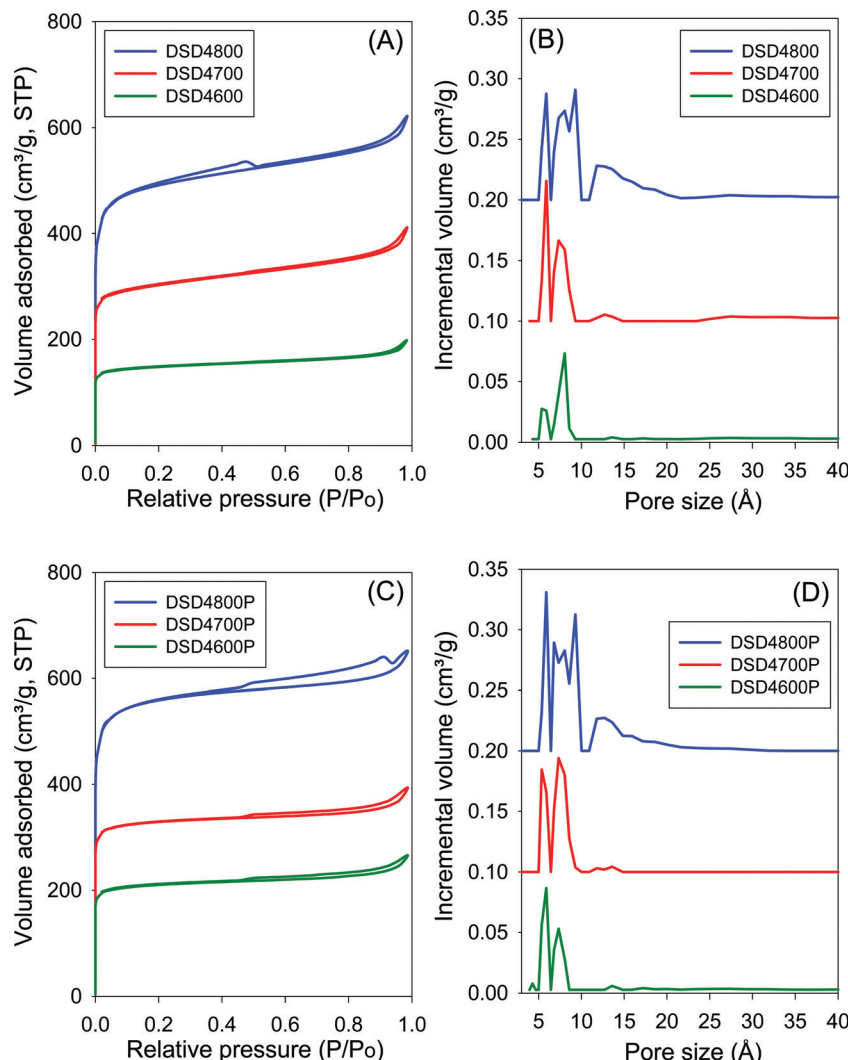 (A)
DSD4800
DSD4700
DSD4600
800
600
400
200
0
Volume adsorbed (cm³/g, STP)
0.0 0.2 0.4 0.6 0.8 1.0
Relative pressure (P/Po)
(B)
DSD4800
DSD4700
DSD4600
0.35
0.30
0.25
0.20
0.15
0.10
0.05
0.00
Incremental volume (cm³/g)
5 10 15 20 25 30 35 40
Pore size (Å)
(C)
DSD4800P
DSD4700P
DSD4600P
800
600
400
200
0
Volume adsorbed (cm³/g, STP)
0.0 0.2 0.4 0.6 0.8 1.0
Relative pressure (P/Po)
(D)
DSD4800P
DSD4700P
DSD4600P
0.35
0.30
0.25
0.20
0.15
0.10
0.05
0.00
Incremental volume (cm³/g)
5 10 15 20 25 30 35 40
Pore size (Å)